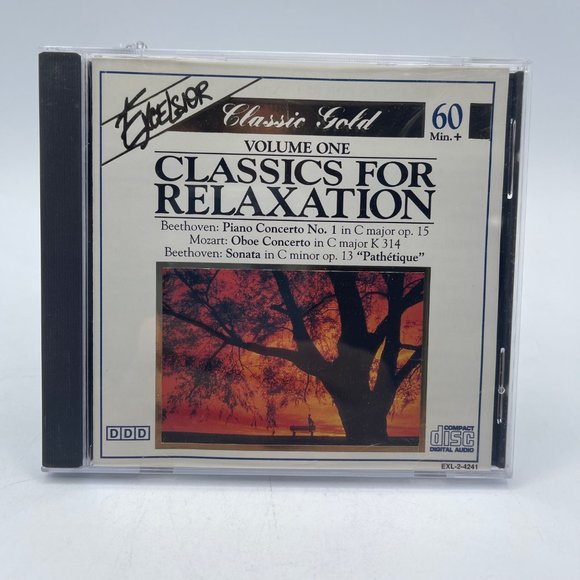 Excelsior
Classic Gold
60
Min.+
VOLUME ONE
CLASSICS FOR
RELAXATION
Beethoven: Piano Concerto No. 1 in C major op. 15
Mozart: Oboe Concerto in C major K 314
Beethoven: Sonata in C minor op. 13 "Pathétique"
DDD
COMPACT
disc
DIGITAL AUDIO
EXL-2-4241